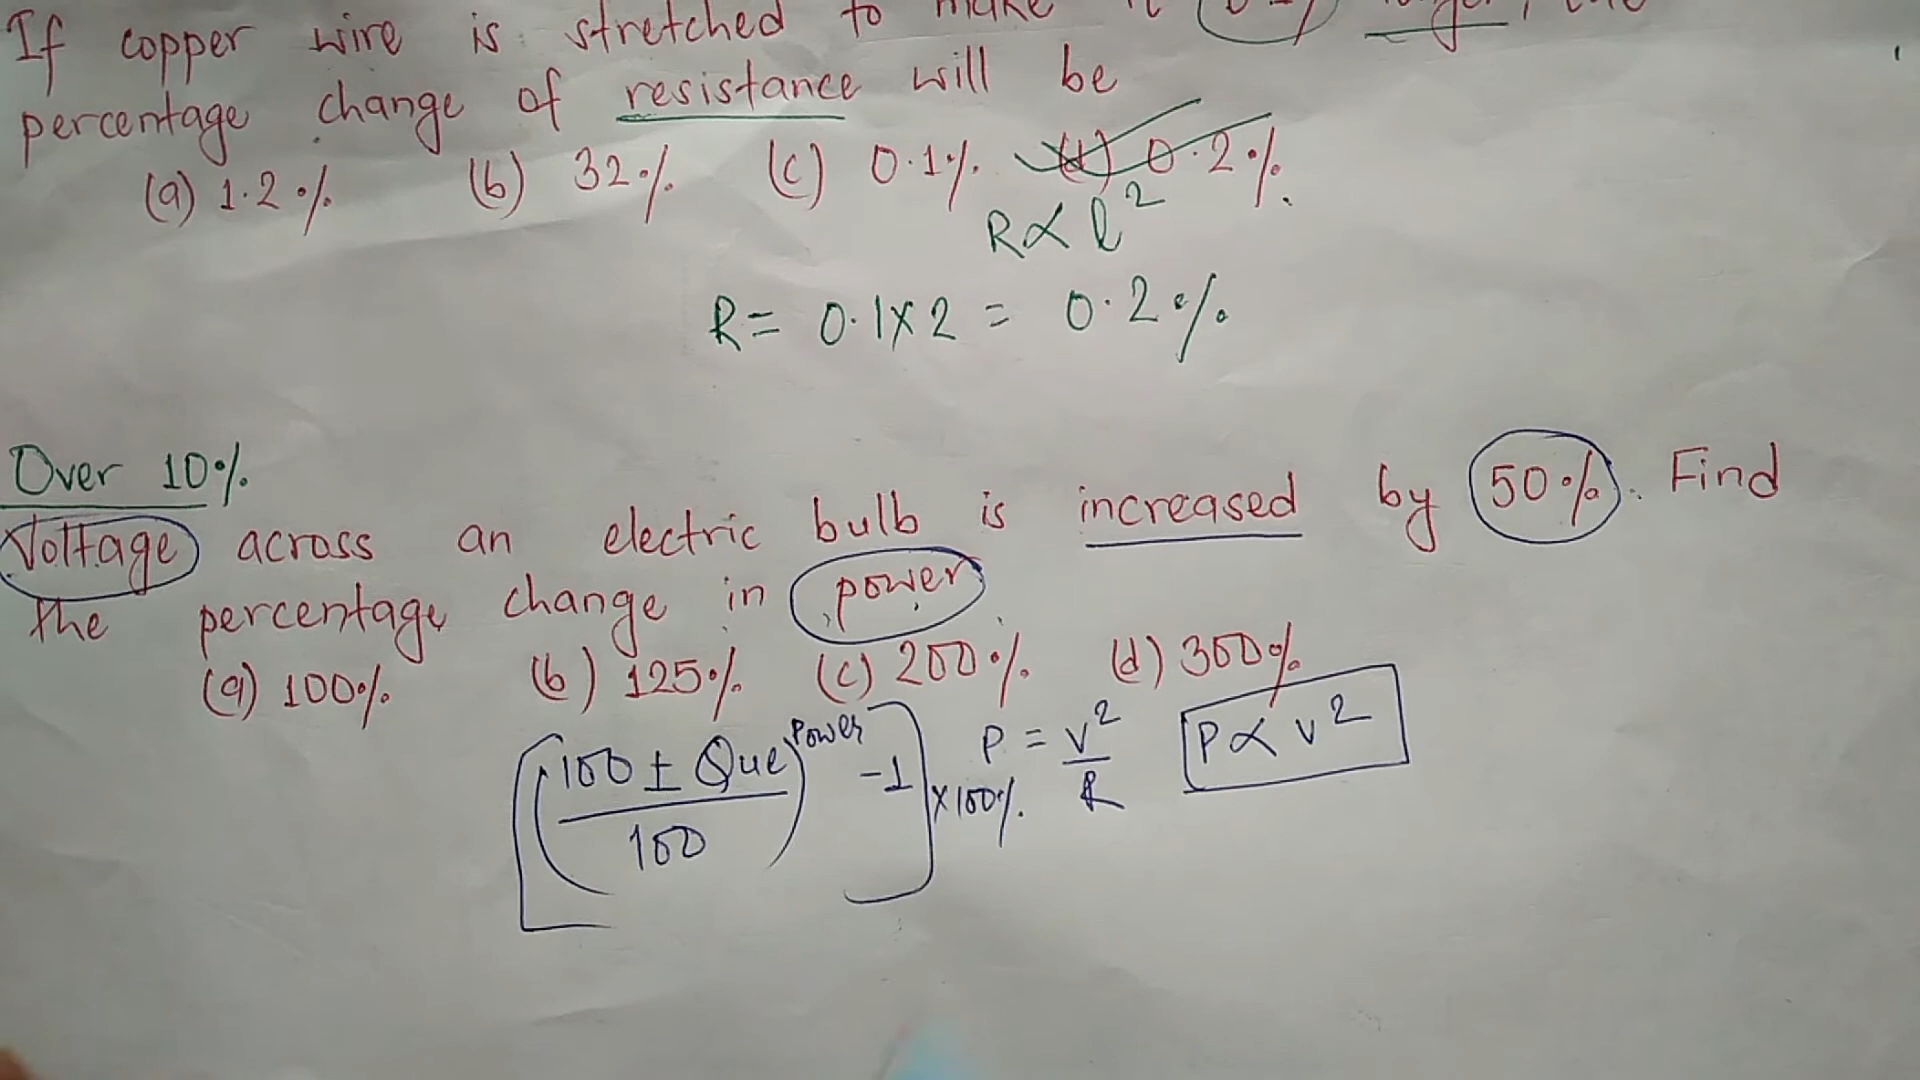 If copper wire is stretched to make it
percentage change of resistance will be
(a) 1.2% (b) 32% (c) 0.1% (d) 0.2%
R ∝ l²
R = 0.1 × 2 = 0.2%
Over 10%
Voltage across an electric bulb is increased by 50%. Find
the percentage change in power
(a) 100% (b) 125% (c) 200% (d) 300%
[((100 ± Que)/100)^Power - 1] × 100%
P = V²/R
P ∝ V²